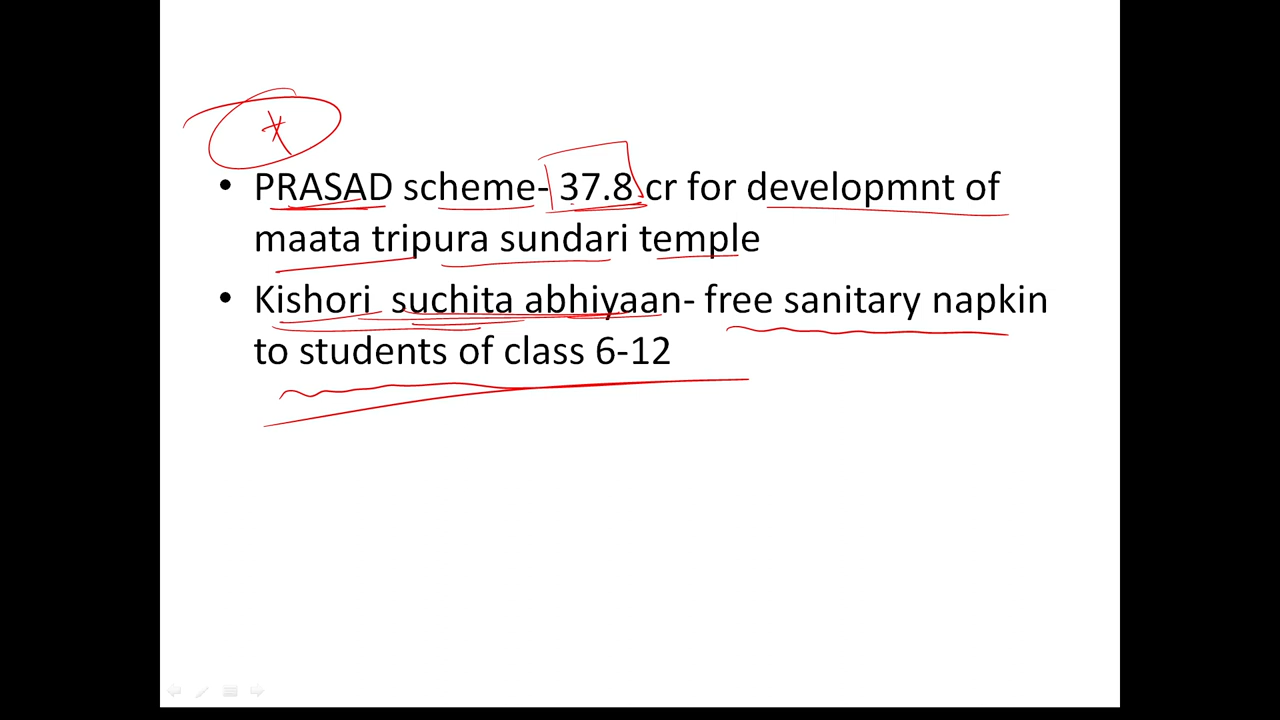 • PRASAD scheme- 37.8 cr for developmnt of
maata tripura sundari temple
• Kishori suchita abhiyaan- free sanitary napkin
to students of class 6-12